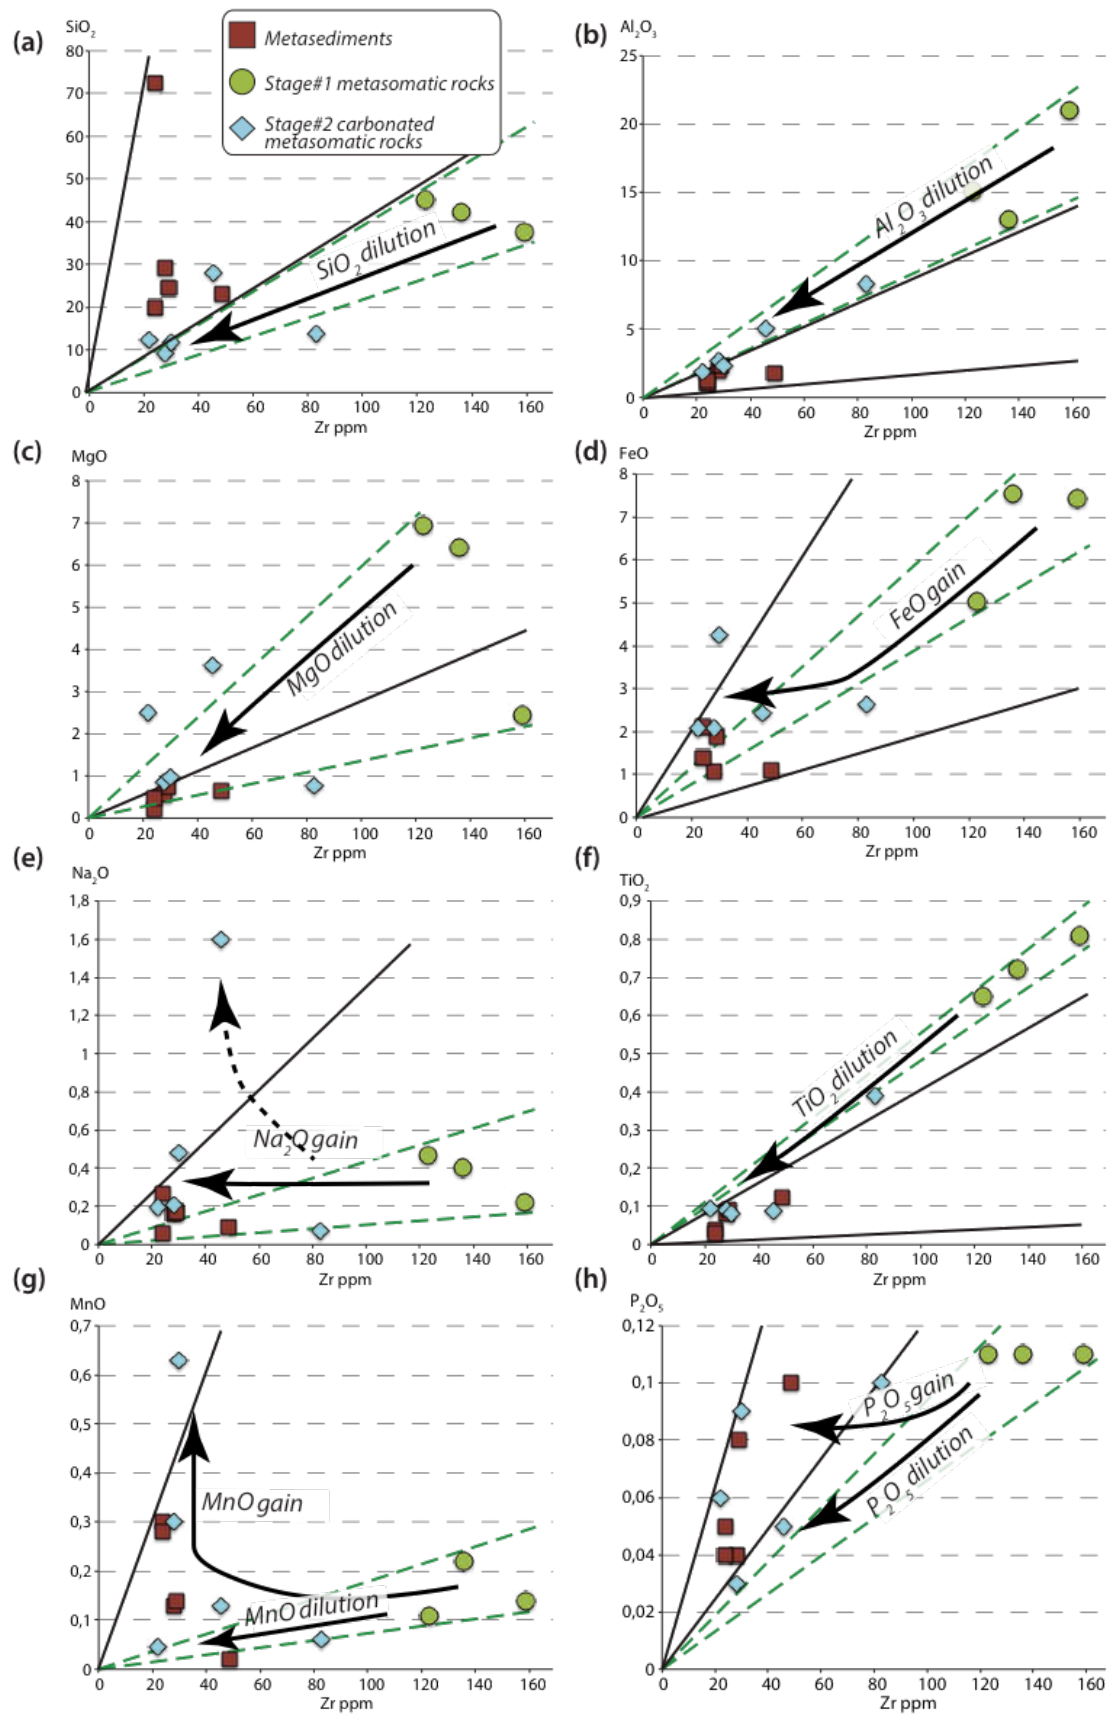 (a)
SiO2
80
70
60
50
40
30
20
10
0
0 20 40 60 80 100 120 140 160
Zr ppm
SiO2 dilution
Metasediments
Stage#1 metasomatic rocks
Stage#2 carbonated
metasomatic rocks
(b)
Al2O3
25
20
15
10
5
0
0 20 40 60 80 100 120 140 160
Zr ppm
Al2O3 dilution
(c)
MgO
8
7
6
5
4
3
2
1
0
0 20 40 60 80 100 120 140 160
Zr ppm
MgO dilution
(d)
FeO
8
7
6
5
4
3
2
1
0
0 20 40 60 80 100 120 140 160
Zr ppm
FeO gain
(e)
Na2O
1,8
1,6
1,4
1,2
1
0,8
0,6
0,4
0,2
0
0 20 40 60 80 100 120 140 160
Zr ppm
Na2O gain
(f)
TiO2
0,9
0,8
0,7
0,6
0,5
0,4
0,3
0,2
0,1
0
0 20 40 60 80 100 120 140 160
Zr ppm
TiO2 dilution
(g)
MnO
0,7
0,6
0,5
0,4
0,3
0,2
0,1
0
0 20 40 60 80 100 120 140 160
Zr ppm
MnO gain
MnO dilution
(h)
P2O5
0,12
0,1
0,08
0,06
0,04
0,02
0
0 20 40 60 80 100 120 140 160
Zr ppm
P2O5 gain
P2O5 dilution